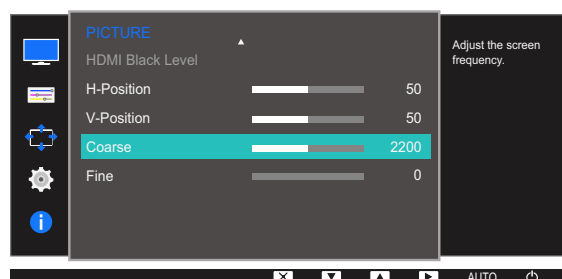 PICTURE
HDMI Black Level
H-Position 50
V-Position 50
Coarse 2200
Fine 0
Adjust the screen
frequency.
AUTO